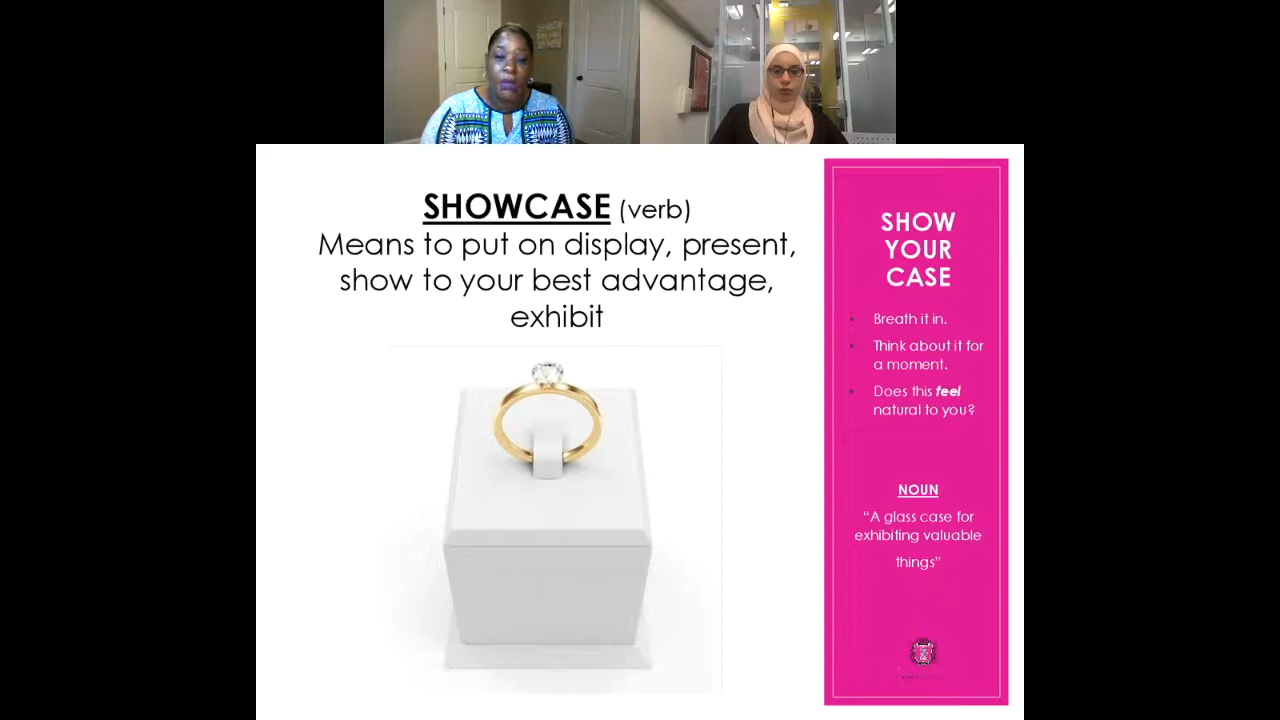 SHOWCASE (verb)
Means to put on display, present,
show to your best advantage,
exhibit
SHOW
YOUR
CASE
• Breath it in.
• Think about it for
a moment.
• Does this feel
natural to you?
NOUN
“A glass case for
exhibiting valuable
things”